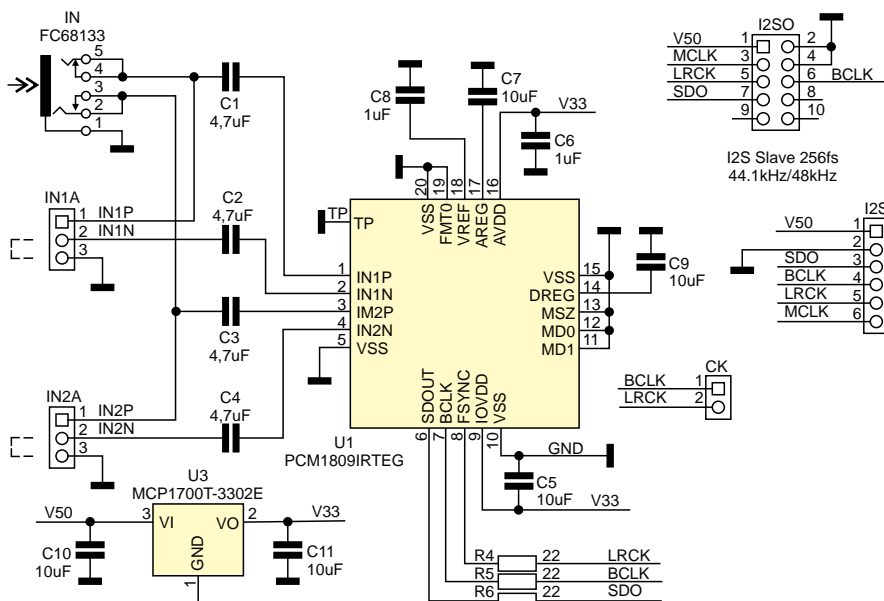 IN
FC68133
5
4
3
2
1
C1
4,7uF
IN1A
1 IN1P
2 IN1N
3
C2
4,7uF
C3
4,7uF
IN2A
1 IN2P
2 IN2N
3
C4
4,7uF
C8
1uF
C7
10uF
V33
C6
1uF
20 19 18 17 16
VSS FMT0 VREF AREG AVDD
TP
TP
1 IN1P
2 IN1N
3 IM2P
4 IN2N
5 VSS
VSS 15
DREG 14
MSZ 13
MD0 12
MD1 11
C9
10uF
SDOUT BCLK FSYNC IOVDD VSS
6 7 8 9 10
U1
PCM1809IRTEG
GND
C5
10uF
V33
R4 22 LRCK
R5 22 BCLK
R6 22 SDO
U3
MCP1700T-3302E
V50
3 VI
VO 2
V33
GND
1
C10
10uF
C11
10uF
I2SO
V50 1 2
MCLK 3 4
LRCK 5 6 BCLK
SDO 7 8
9 10
I2S Slave 256fs
44.1kHz/48kHz
I2S
V50 1
2
SDO 3
BCLK 4
LRCK 5
MCLK 6
CK
BCLK 1
LRCK 2